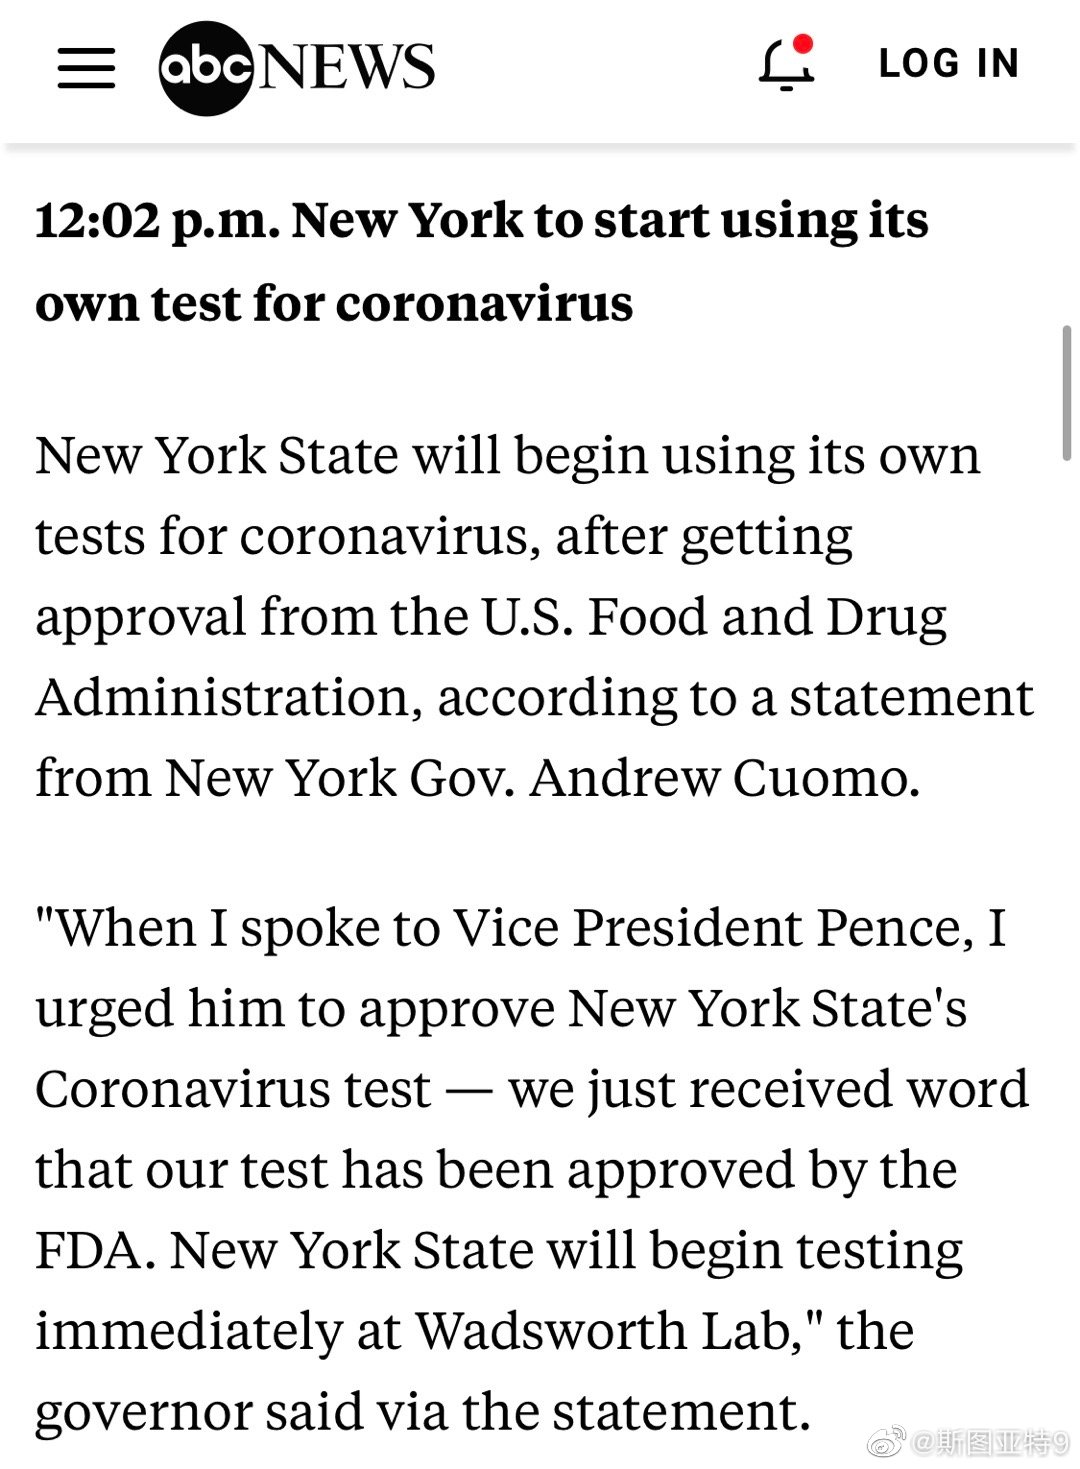 abc NEWS LOG IN
12:02 p.m. New York to start using its
own test for coronavirus
New York State will begin using its own
tests for coronavirus, after getting
approval from the U.S. Food and Drug
Administration, according to a statement
from New York Gov. Andrew Cuomo.
"When I spoke to Vice President Pence, I
urged him to approve New York State's
Coronavirus test — we just received word
that our test has been approved by the
FDA. New York State will begin testing
immediately at Wadsworth Lab," the
governor said via the statement.
@斯图亚特9